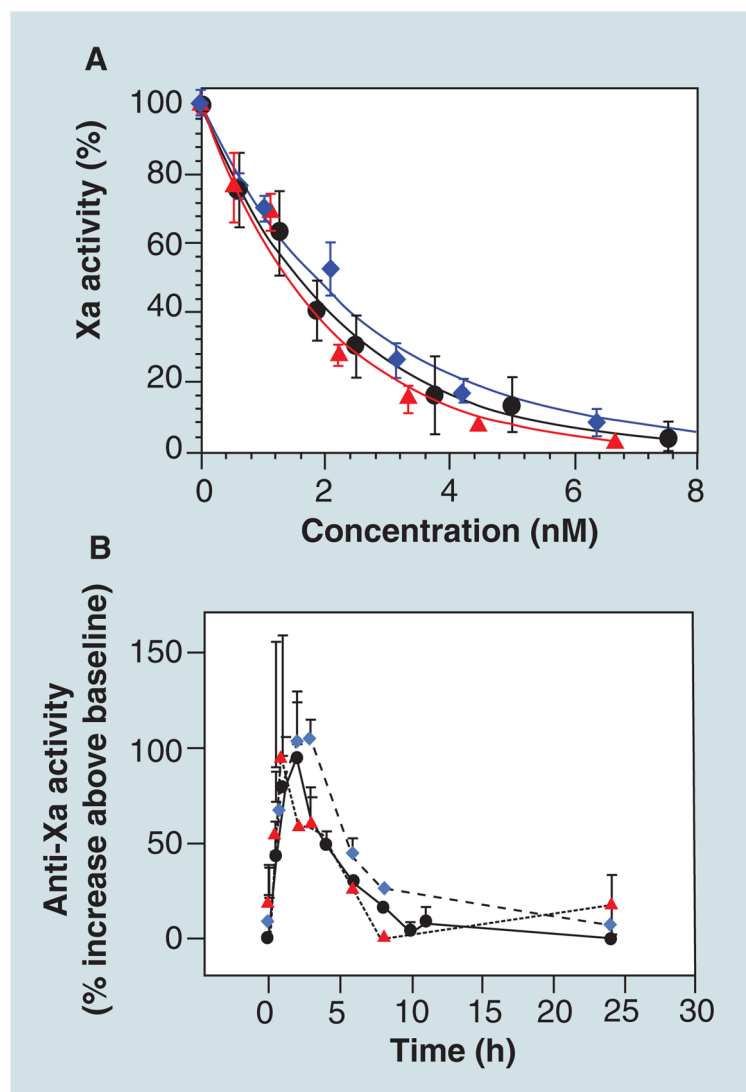 A
Xa activity (%)
100
80
60
40
20
0
0 2 4 6 8
Concentration (nM)
B
Anti-Xa activity
(% increase above baseline)
150
100
50
0
0 5 10 15 20 25 30
Time (h)